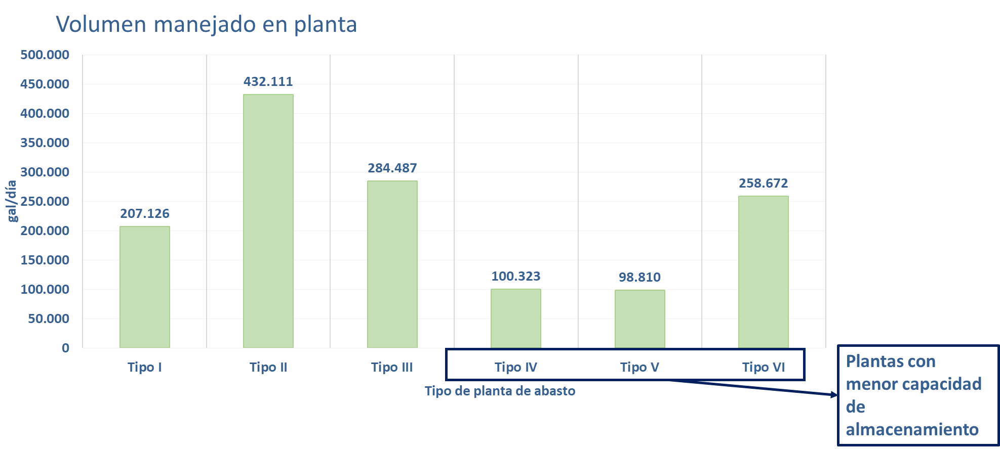 Volumen manejado en planta
500.000
450.000
400.000
350.000
300.000
250.000
200.000
150.000
100.000
50.000
0
gal/día
207.126
432.111
284.487
100.323
98.810
258.672
Tipo I
Tipo II
Tipo III
Tipo IV
Tipo V
Tipo VI
Tipo de planta de abasto
Plantas con
menor capacidad
de
almacenamiento